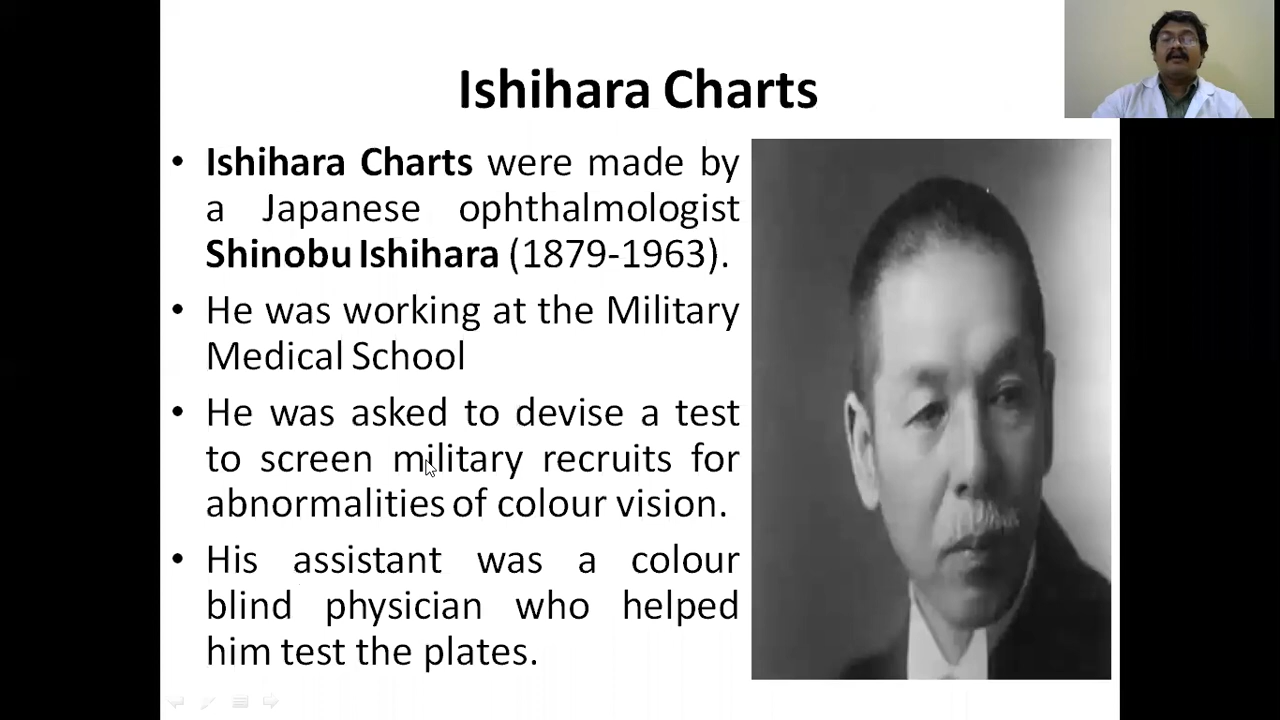 Ishihara Charts
• Ishihara Charts were made by
a Japanese ophthalmologist
Shinobu Ishihara (1879-1963).
• He was working at the Military
Medical School
• He was asked to devise a test
to screen military recruits for
abnormalities of colour vision.
• His assistant was a colour
blind physician who helped
him test the plates.